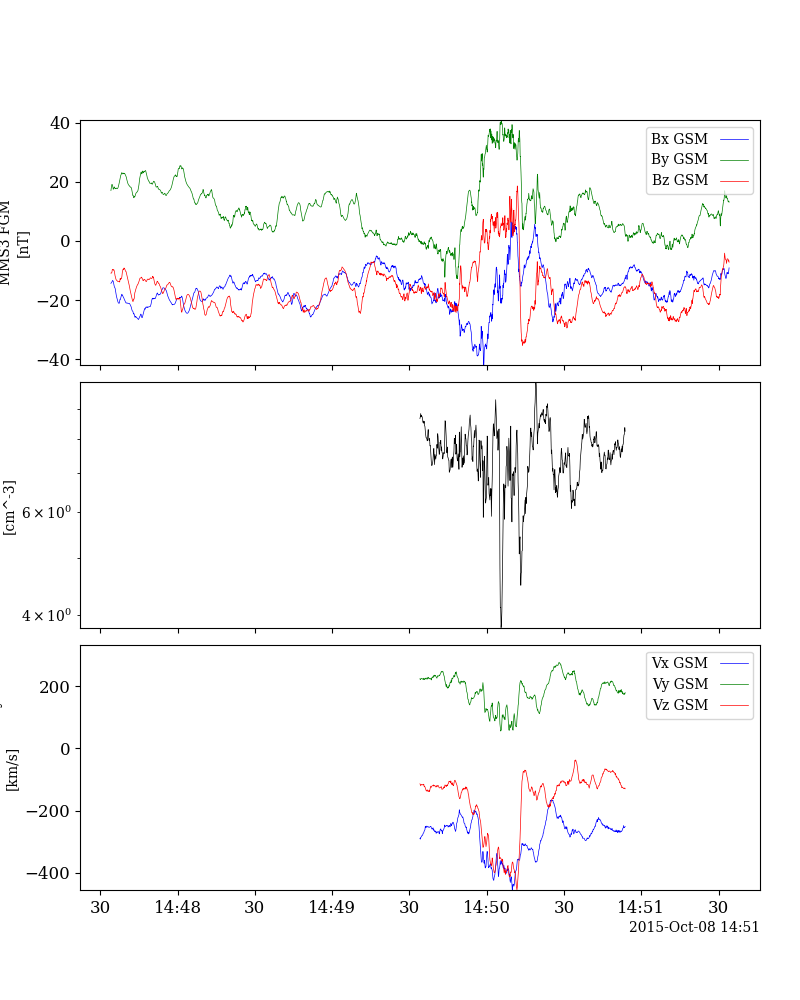 40
20
0
−20
−40
MMS3 FGM
[nT]
Bx GSM
By GSM
Bz GSM
6 × 10⁰
4 × 10⁰
[cm^-3]
200
0
−200
−400
[km/s]
Vx GSM
Vy GSM
Vz GSM
30 14:48 30 14:49 30 14:50 30 14:51 30
2015-Oct-08 14:51